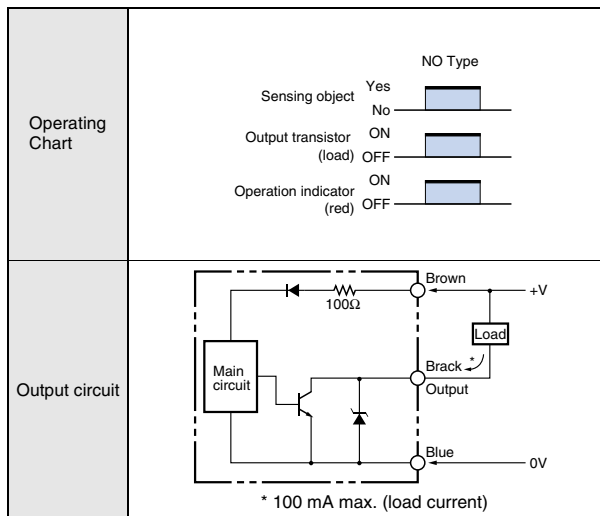 Operating
Chart
NO Type
Sensing object
Yes
No
Output transistor
(load)
ON
OFF
Operation indicator
(red)
ON
OFF
Output circuit
Main
circuit
100Ω
Brown
+V
Load
*
Brack
Output
Blue
0V
* 100 mA max. (load current)